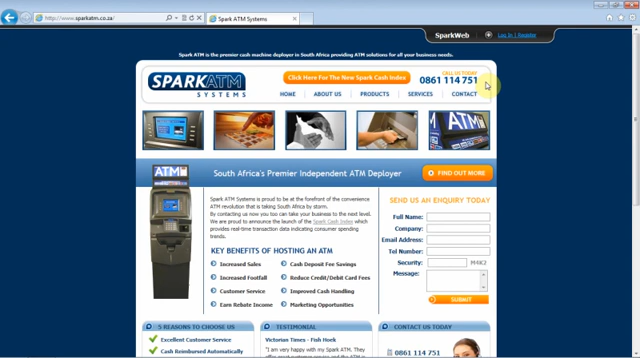 http://www.sparkatm.co.za/
Spark ATM Systems
SparkWeb
Log In | Register
Spark ATM is the premier cash machine deployer in South Africa providing ATM solutions for all your business needs.
SPARKATM
SYSTEMS
Click Here For The New Spark Cash Index
CALL US TODAY
0861 114 751
HOME
ABOUT US
PRODUCTS
SERVICES
CONTACT
ATM
ATM
South Africa's Premier Independent ATM Deployer
FIND OUT MORE
Spark ATM Systems is proud to be at the forefront of the convenience
ATM revolution that is taking South Africa by storm.
By contacting us now you too can take your business to the next level.
We are proud to announce the launch of the Spark Cash Index which
provides real-time transaction data indicating consumer spending
trends.
KEY BENEFITS OF HOSTING AN ATM
Increased Sales
Cash Deposit Fee Savings
Increased Footfall
Reduce Credit/Debit Card Fees
Customer Service
Improved Cash Handling
Earn Rebate Income
Marketing Opportunities
SEND US AN ENQUIRY TODAY
Full Name:
Company:
Email Address:
Tel Number:
Security:
M4K2
Message:
SUBMIT
5 REASONS TO CHOOSE US
Excellent Customer Service
Cash Reimbursed Automatically
TESTIMONIAL
Victorian Times - Fish Hoek
"I am very happy with my Spark ATM. They
CONTACT US TODAY
0861 114 751